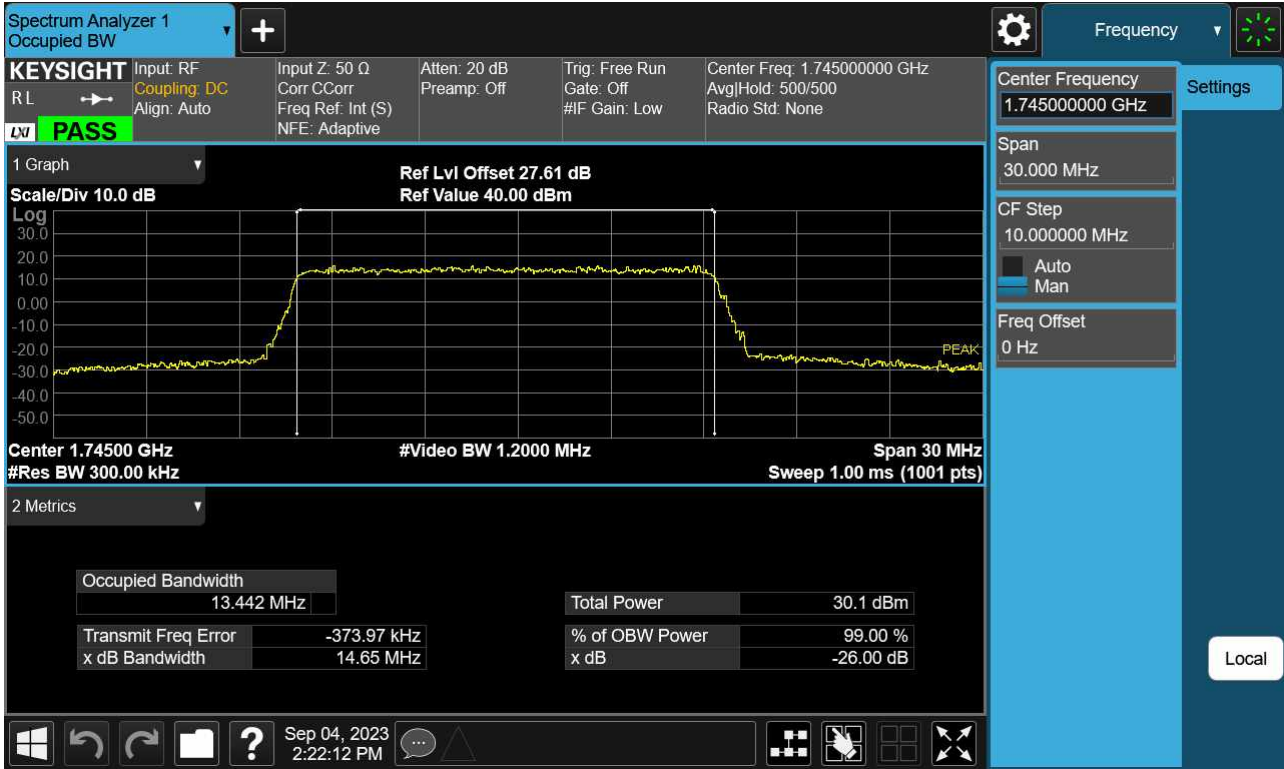 Spectrum Analyzer 1
Occupied BW
Frequency
KEYSIGHT
RL
LXI PASS
Input: RF
Coupling: DC
Align: Auto
Input Z: 50 Ω
Corr CCorr
Freq Ref: Int (S)
NFE: Adaptive
Atten: 20 dB
Preamp: Off
Trig: Free Run
Gate: Off
#IF Gain: Low
Center Freq: 1.745000000 GHz
Avg|Hold: 500/500
Radio Std: None
1 Graph
Scale/Div 10.0 dB
Ref Lvl Offset 27.61 dB
Ref Value 40.00 dBm
Log
30.0
20.0
10.0
0.00
-10.0
-20.0
-30.0
-40.0
-50.0
PEAK
Center 1.74500 GHz
#Video BW 1.2000 MHz
Span 30 MHz
#Res BW 300.00 kHz
Sweep 1.00 ms (1001 pts)
2 Metrics
Occupied Bandwidth
13.442 MHz
Total Power 30.1 dBm
Transmit Freq Error -373.97 kHz
% of OBW Power 99.00 %
x dB Bandwidth 14.65 MHz
x dB -26.00 dB
Center Frequency
1.745000000 GHz
Span
30.000 MHz
CF Step
10.000000 MHz
Auto
Man
Freq Offset
0 Hz
Settings
Local
?
Sep 04, 2023
2:22:12 PM